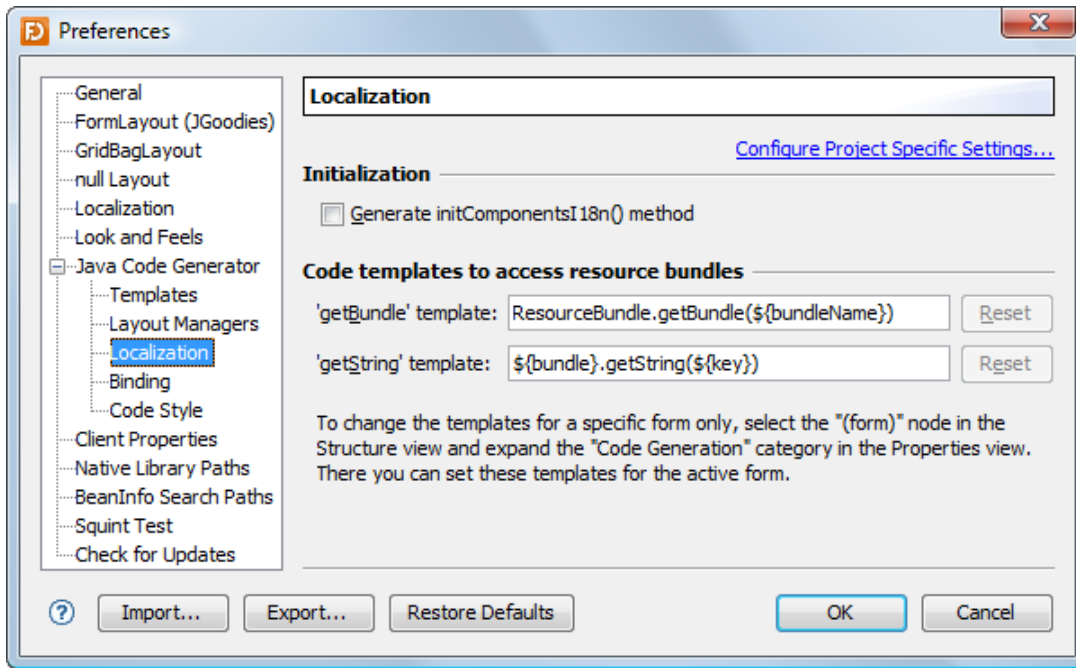 Preferences
General
FormLayout (JGoodies)
GridBagLayout
null Layout
Localization
Look and Feels
Java Code Generator
Templates
Layout Managers
Localization
Binding
Code Style
Client Properties
Native Library Paths
BeanInfo Search Paths
Squint Test
Check for Updates
Localization
Configure Project Specific Settings...
Initialization
Generate initComponentsI18n() method
Code templates to access resource bundles
'getBundle' template: ResourceBundle.getBundle(${bundleName}) Reset
'getString' template: ${bundle}.getString(${key}) Reset
To change the templates for a specific form only, select the "(form)" node in the
Structure view and expand the "Code Generation" category in the Properties view.
There you can set these templates for the active form.
? Import... Export... Restore Defaults OK Cancel